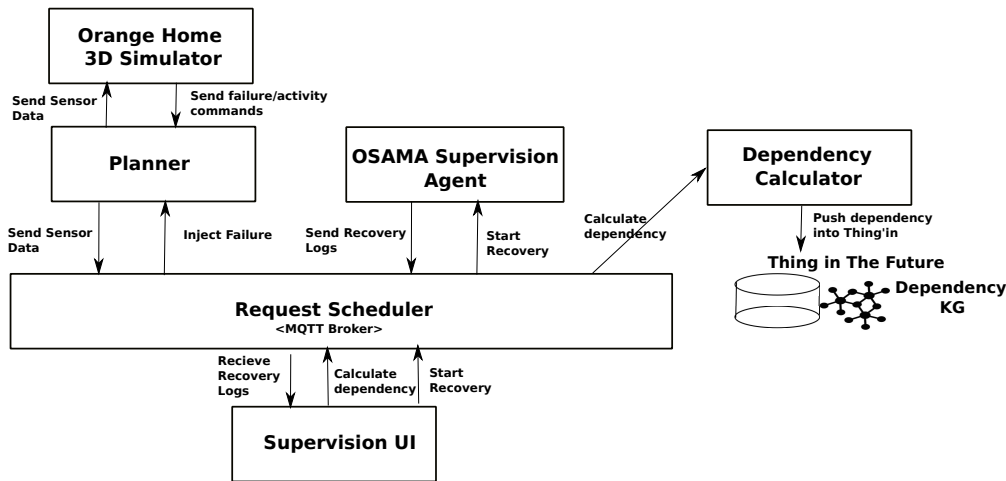 Orange Home
3D Simulator
Send Sensor
Data
Send failure/activity
commands
Planner
OSAMA Supervision
Agent
Dependency
Calculator
Send Sensor
Data
Inject Failure
Send Recovery
Logs
Start
Recovery
Calculate
dependency
Push dependency
into Thing'in
Thing in The Future
Dependency
KG
Request Scheduler
<MQTT Broker>
Recieve
Recovery
Logs
Calculate
dependency
Start
Recovery
Supervision UI